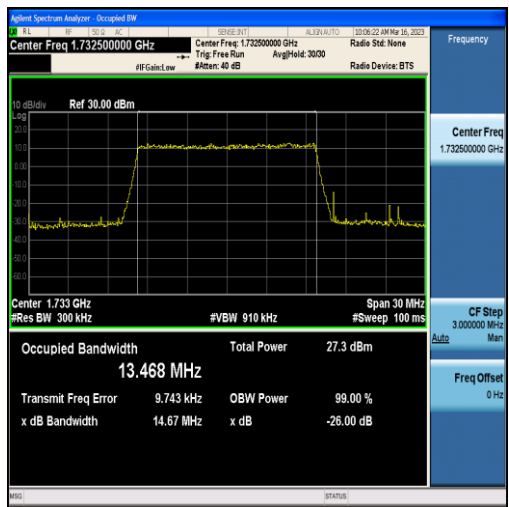 Agilent Spectrum Analyzer - Occupied BW
RL RF 50 Ω AC SENSE:INT ALIGN AUTO 10:06:22 AM Mar 16, 2023
Center Freq 1.732500000 GHz
Center Freq: 1.732500000 GHz
Radio Std: None
Trig: Free Run Avg|Hold: 30/30
#IFGain:Low
#Atten: 40 dB
Radio Device: BTS
Frequency
10 dB/div Ref 30.00 dBm
Log
20.0
10.0
0.00
-10.0
-20.0
-30.0
-40.0
-50.0
-60.0
Center Freq
1.732500000 GHz
Center 1.733 GHz
Span 30 MHz
#Res BW 300 kHz
#VBW 910 kHz
#Sweep 100 ms
CF Step
3.000000 MHz
Auto Man
Occupied Bandwidth
Total Power 27.3 dBm
13.468 MHz
Transmit Freq Error 9.743 kHz
OBW Power 99.00 %
x dB Bandwidth 14.67 MHz
x dB -26.00 dB
Freq Offset
0 Hz
MSG
STATUS